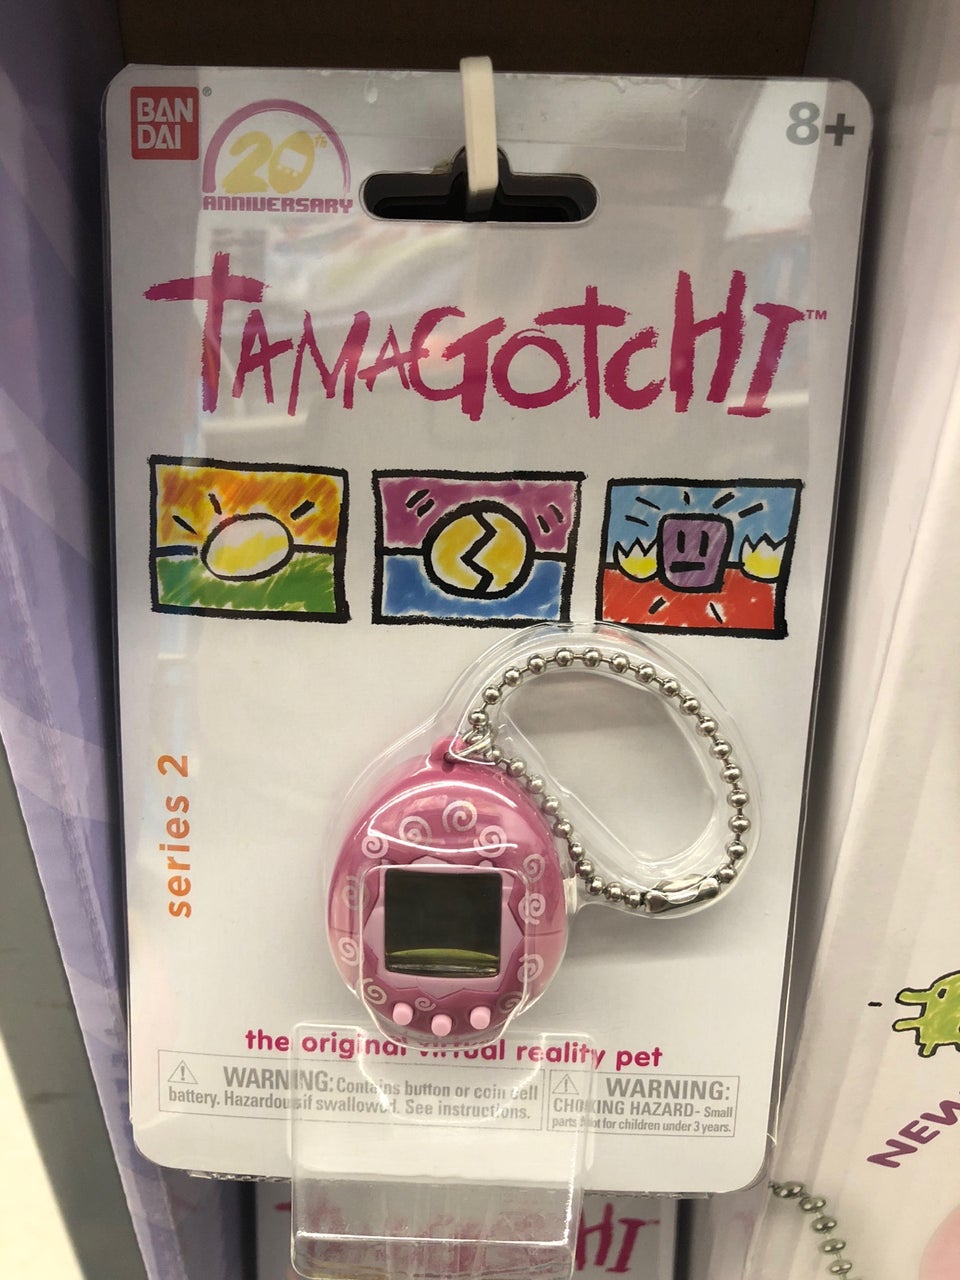 BAN
DAI
®
20th
ANNIVERSARY
8+
TAMAGOTCHI™
series 2
the original virtual reality pet
WARNING: Contains button or coin cell
battery. Hazardous if swallowed. See instructions.
WARNING:
CHOKING HAZARD- Small
parts. Not for children under 3 years.
NEW